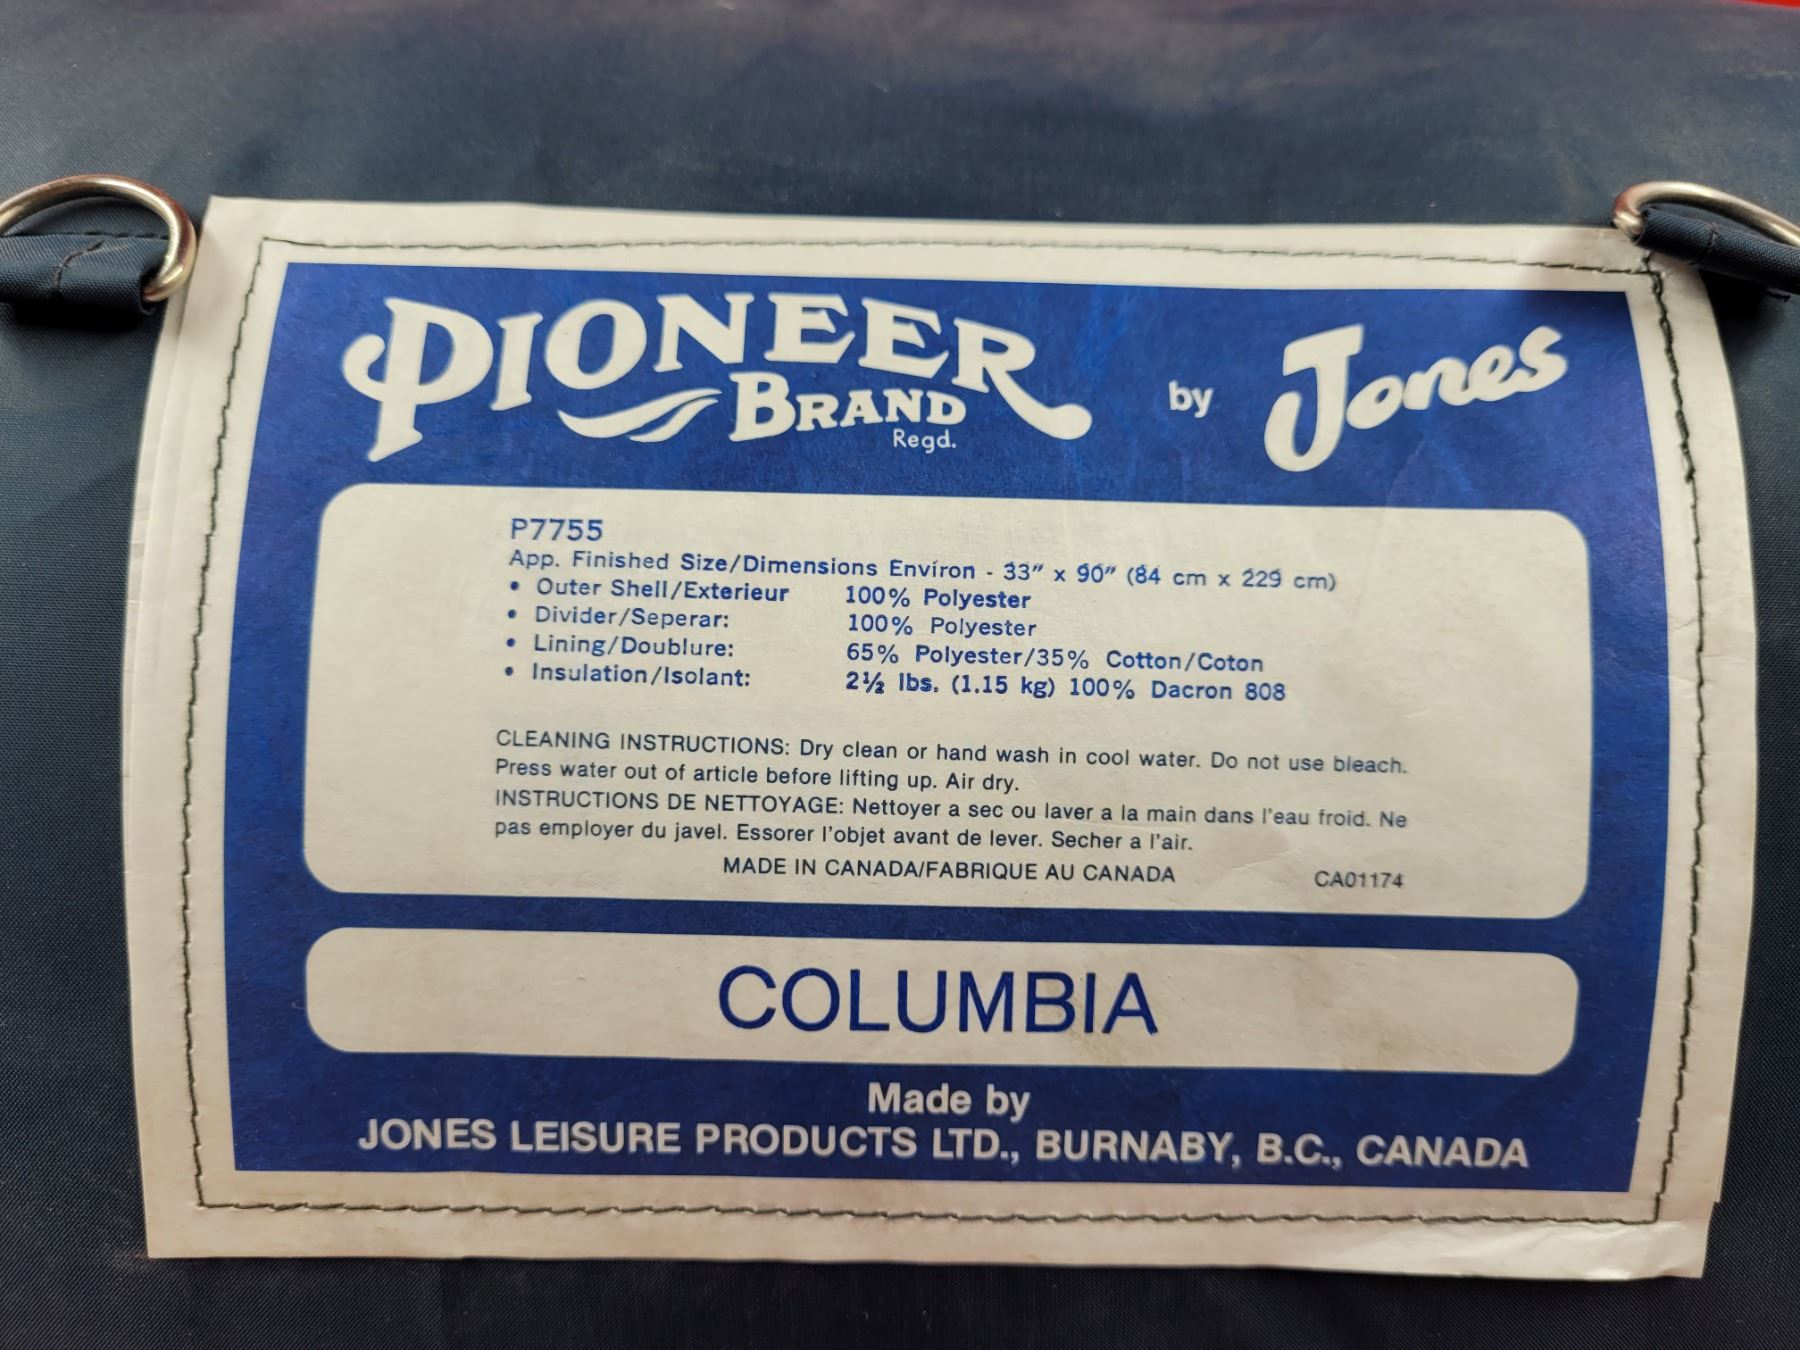 PIONEER
BRAND
Regd.
by Jones
P7755
App. Finished Size/Dimensions Environ - 33" x 90" (84 cm x 229 cm)
• Outer Shell/Exterieur 100% Polyester
• Divider/Seperar: 100% Polyester
• Lining/Doublure: 65% Polyester/35% Cotton/Coton
• Insulation/Isolant: 2½ lbs. (1.15 kg) 100% Dacron 808
CLEANING INSTRUCTIONS: Dry clean or hand wash in cool water. Do not use bleach.
Press water out of article before lifting up. Air dry.
INSTRUCTIONS DE NETTOYAGE: Nettoyer a sec ou laver a la main dans l'eau froid. Ne
pas employer du javel. Essorer l'objet avant de lever. Secher a l'air.
MADE IN CANADA/FABRIQUE AU CANADA CA01174
COLUMBIA
Made by
JONES LEISURE PRODUCTS LTD., BURNABY, B.C., CANADA